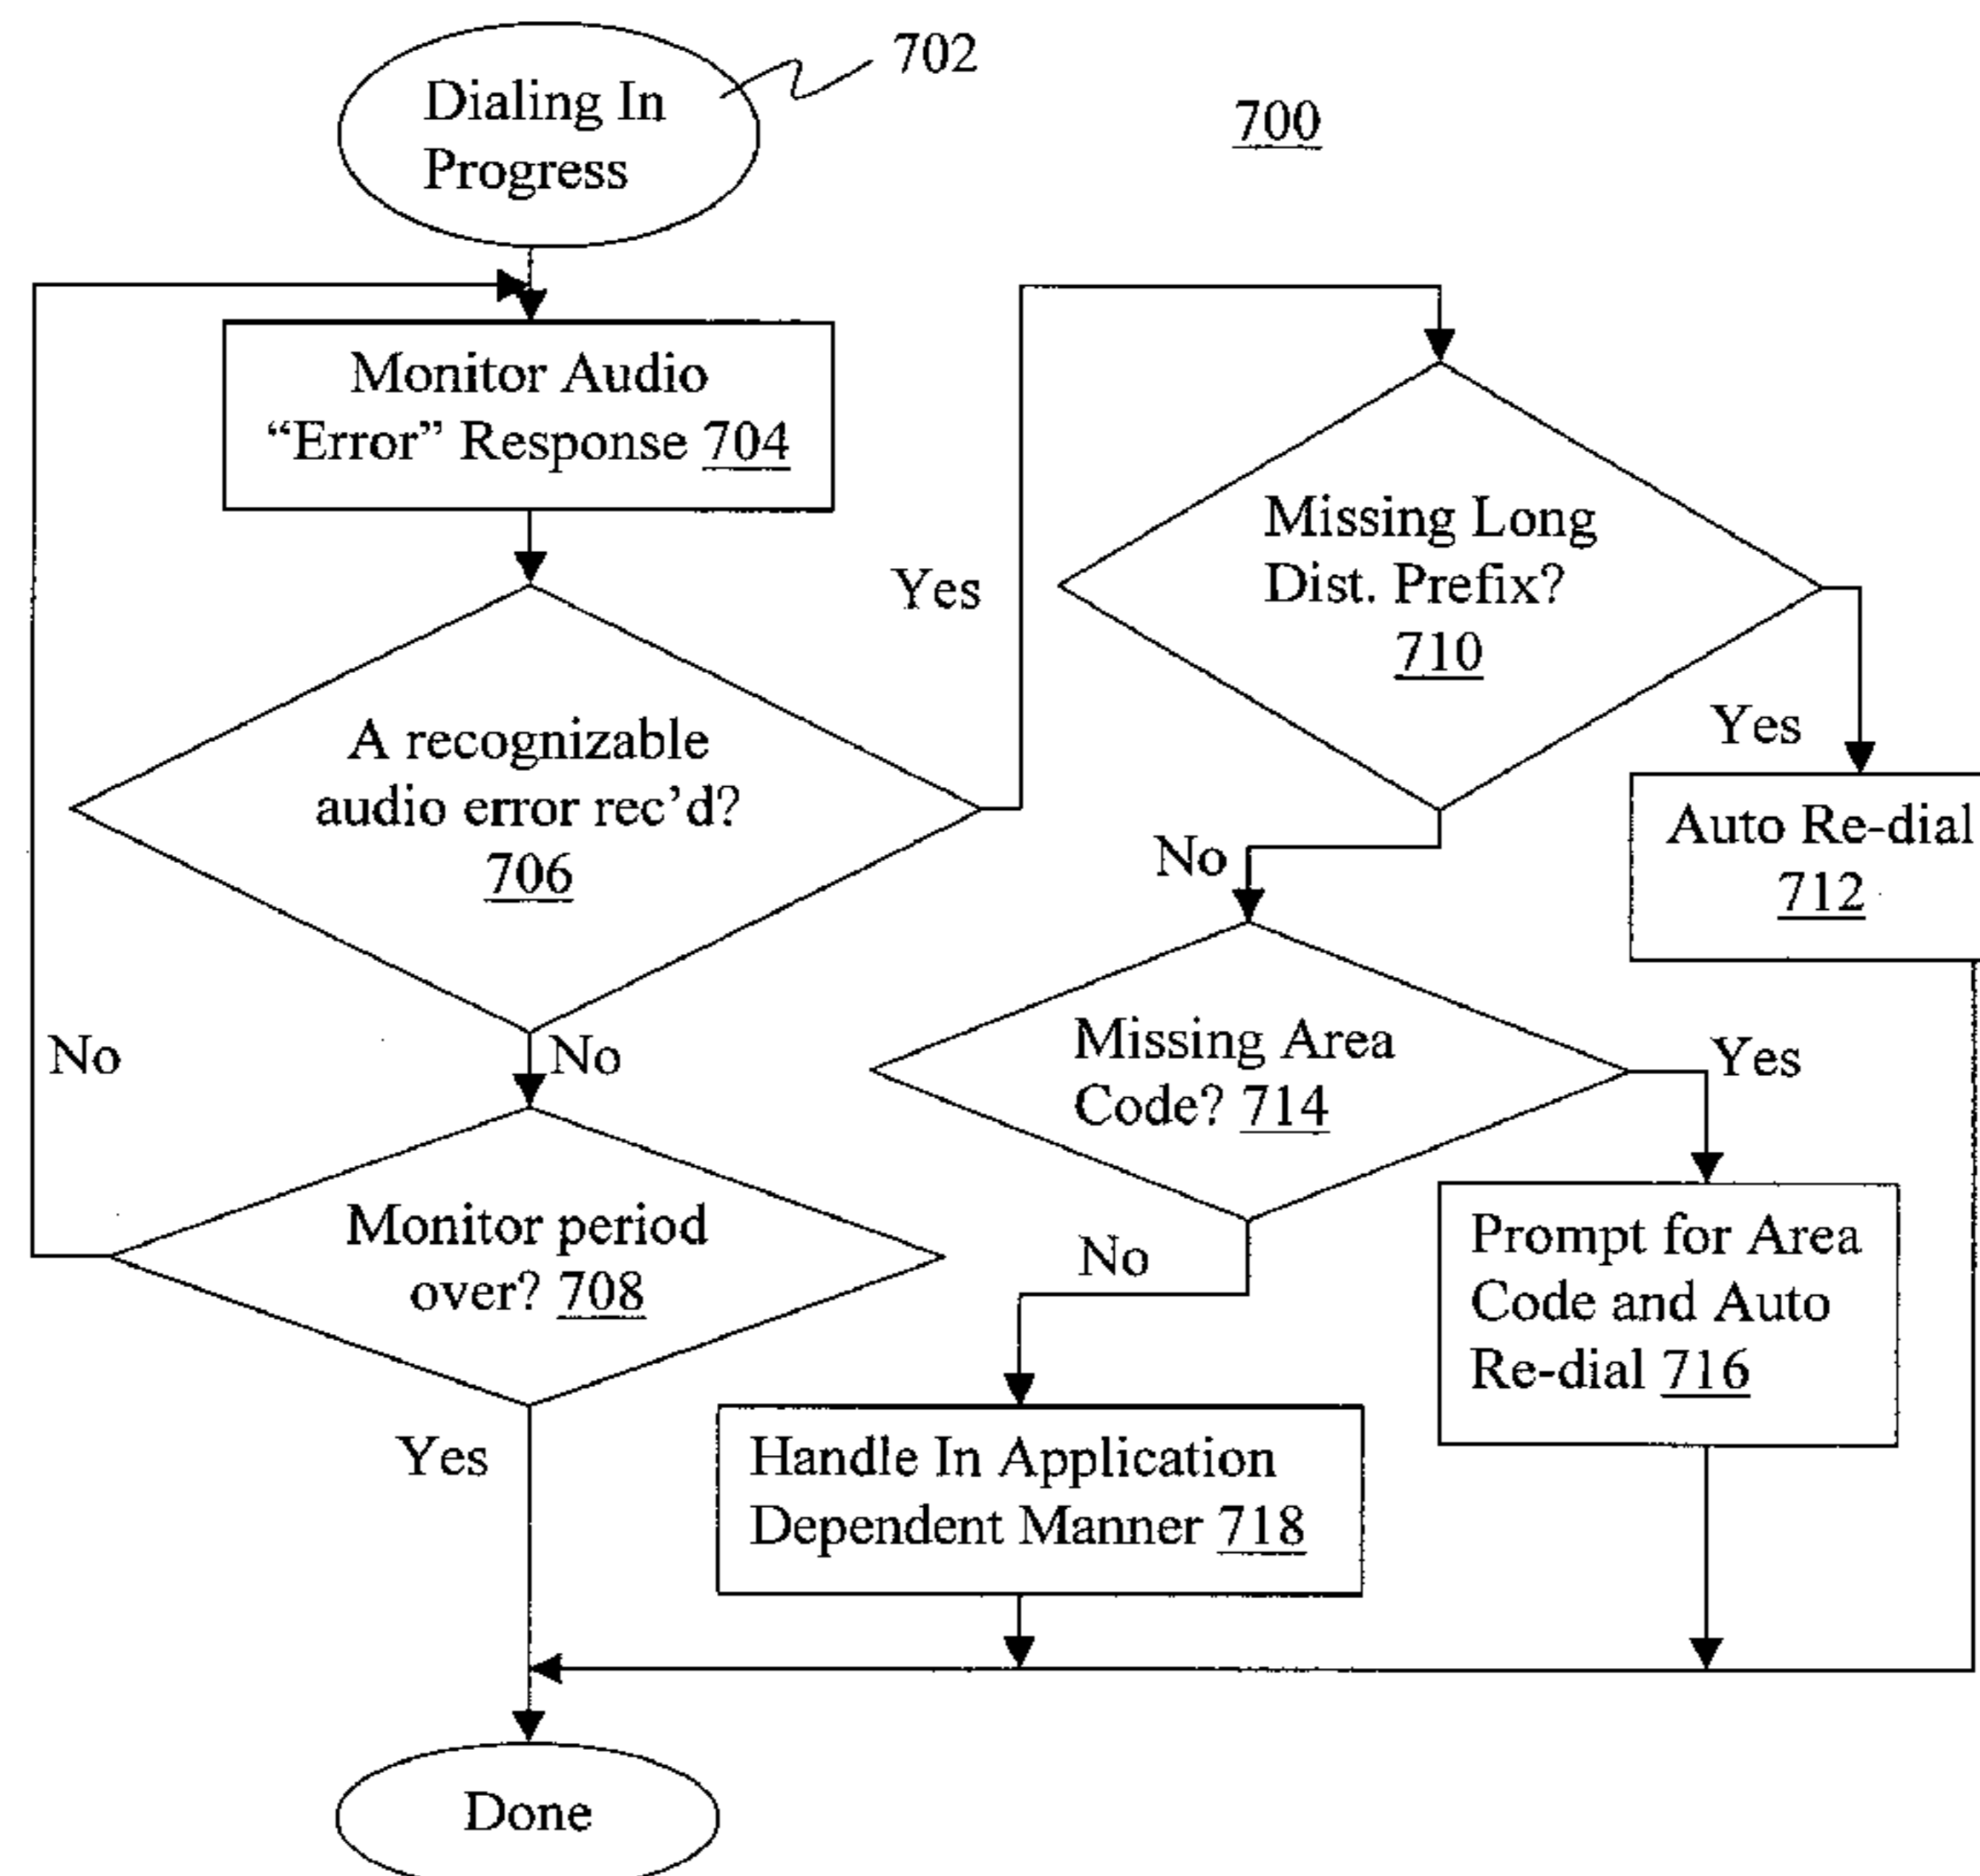 Dialing In
Progress
702
700
Monitor Audio
“Error” Response 704
Yes
Missing Long
Dist. Prefix?
710
A recognizable
audio error rec’d?
706
Yes
Auto Re-dial
712
No
No
No
Missing Area
Code? 714
Yes
Monitor period
over? 708
No
Prompt for Area
Code and Auto
Re-dial 716
Yes
Handle In Application
Dependent Manner 718
Done